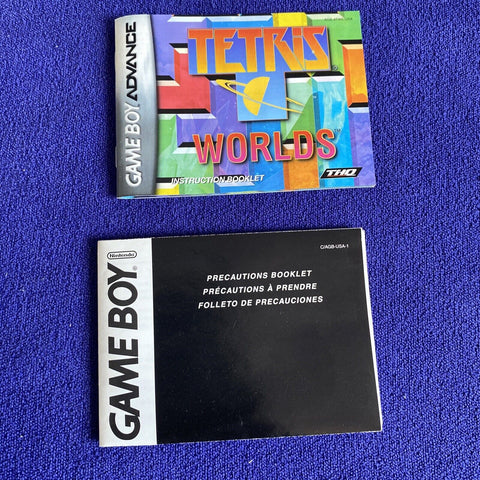 GAME BOY ADVANCE
TETRIS
WORLDS
INSTRUCTION BOOKLET
THQ
Nintendo
GAME BOY
C/AGB-USA-1
PRECAUTIONS BOOKLET
PRÉCAUTIONS À PRENDRE
FOLLETO DE PRECAUCIONES